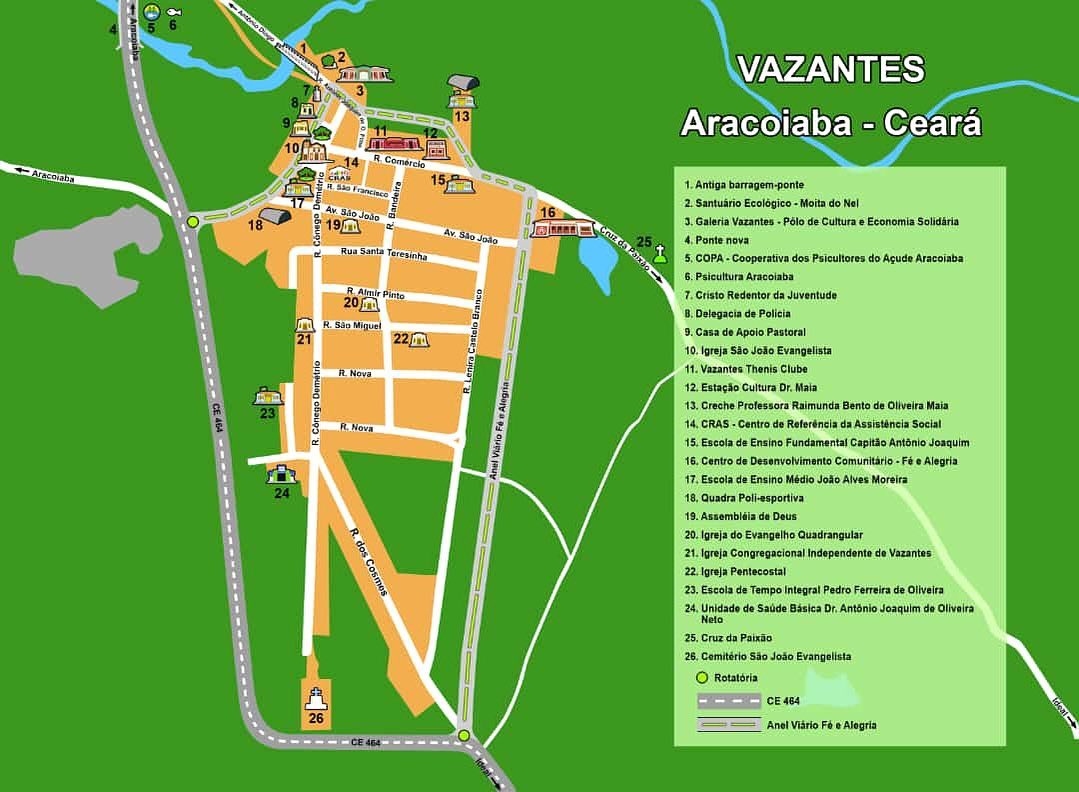 VAZANTES
Aracoiaba - Ceará
1. Antiga barragem-ponte
2. Santuário Ecológico - Moita do Nel
3. Galeria Vazantes - Pólo de Cultura e Economia Solidária
4. Ponte nova
5. COPA - Cooperativa dos Psicultores do Açude Aracoiaba
6. Psicultura Aracoiaba
7. Cristo Redentor da Juventude
8. Delegacia de Polícia
9. Casa de Apoio Pastoral
10. Igreja São João Evangelista
11. Vazantes Thenis Clube
12. Estação Cultura Dr. Maia
13. Creche Professora Raimunda Bento de Oliveira Maia
14. CRAS - Centro de Referência da Assistência Social
15. Escola de Ensino Fundamental Capitão Antônio Joaquim
16. Centro de Desenvolvimento Comunitário - Fé e Alegria
17. Escola de Ensino Médio João Alves Moreira
18. Quadra Poli-esportiva
19. Assembléia de Deus
20. Igreja do Evangelho Quadrangular
21. Igreja Congregacional Independente de Vazantes
22. Igreja Pentecostal
23. Escola de Tempo Integral Pedro Ferreira de Oliveira
24. Unidade de Saúde Básica Dr. Antônio Joaquim de Oliveira
Neto
25. Cruz da Paixão
26. Cemitério São João Evangelista
Rotatória
CE 464
Anel Viário Fé e Alegria
4
Aracoiaba
5
6
Antônio Diogo
1
2
3
7
8
9
10
11
12
13
14
CRAS
R. Comércio
15
R. São Francisco
Aracoiaba
17
18
Av. São João
19
R. Bandeira
Av. São João
16
Cruz da Paixão
25
R. Cônego Demétrio
Rua Santa Teresinha
R. Almir Pinto
20
R. São Miguel
21
22
R. Lenira Castelo Branco
R. Nova
R. Cônego Demétrio
23
R. Nova
CE 464
Anel Viário Fé e Alegria
24
R. dos Cosmos
26
CE 464
Ideal
Ideal